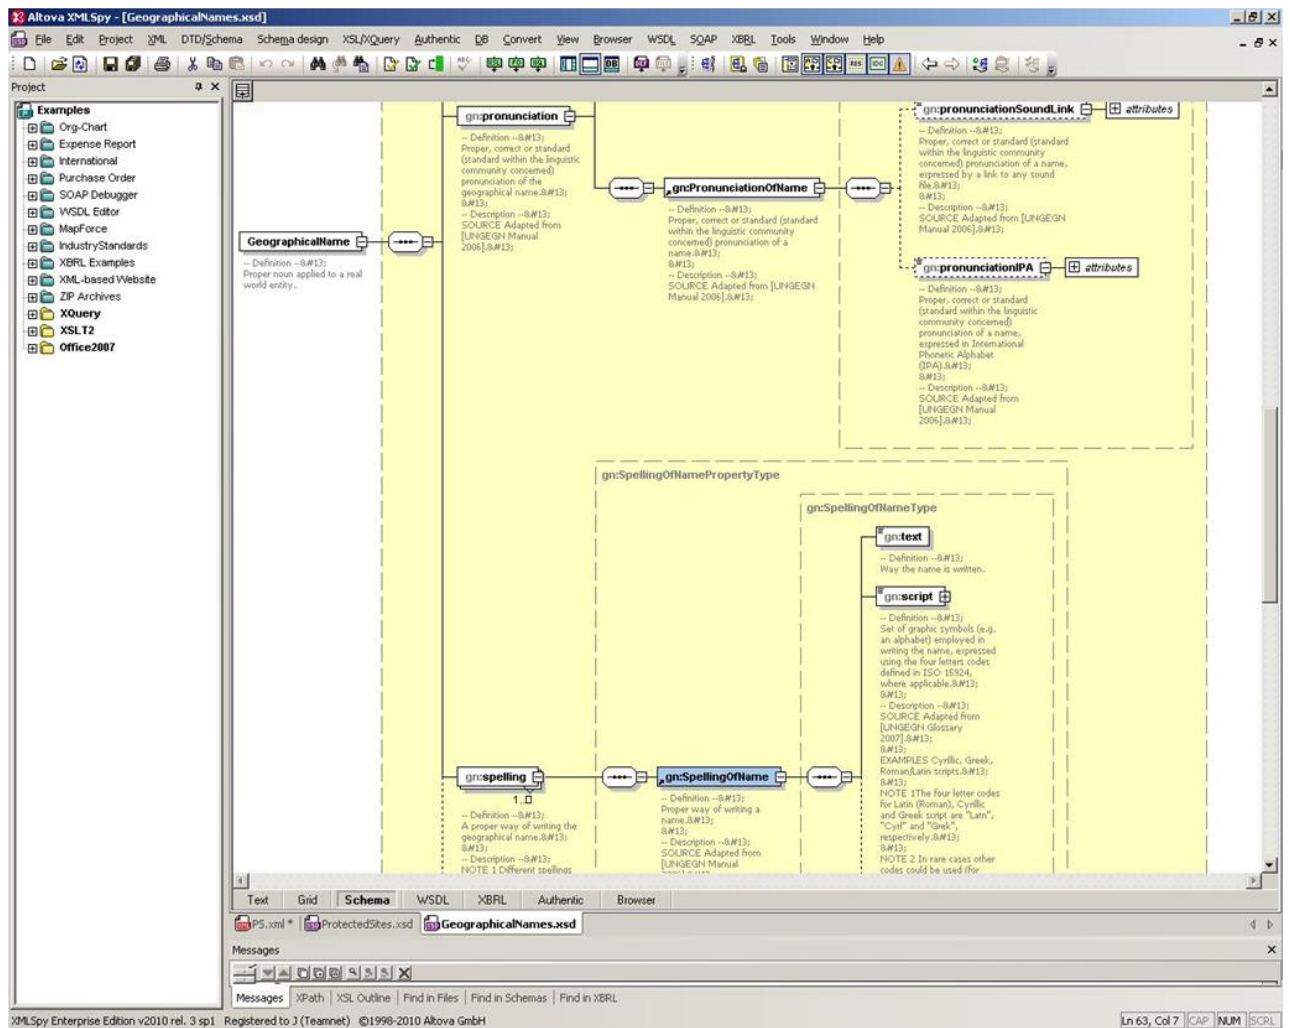 Altova XMLSpy - [GeographicalNames.xsd]
File Edit Project XML DTD/Schema Schema design XSL/XQuery Authentic DB Convert View Browser WSDL SOAP XBRL Tools Window Help
Project
Examples
Org-Chart
Expense Report
International
Purchase Order
SOAP Debugger
WSDL Editor
MapForce
IndustryStandards
XBRL Examples
XML-based Website
ZIP Archives
XQuery
XSLT2
Office2007
GeographicalName
-- Definition --&#13;
Proper noun applied to a real
world entity.
gn:pronunciation
-- Definition --&#13;
Proper, correct or standard
(standard within the linguistic
community concerned)
pronunciation of the
geographical name.&#13;
&#13;
-- Description --&#13;
SOURCE Adapted from
[UNGEGN Manual
2006].&#13;
gn:PronunciationOfName
-- Definition --&#13;
Proper, correct or standard (standard
within the linguistic community
concerned) pronunciation of a
name.&#13;
&#13;
-- Description --&#13;
SOURCE Adapted from [UNGEGN
Manual 2006].&#13;
gn:pronunciationSoundLink
attributes
-- Definition --&#13;
Proper, correct or standard (standard
within the linguistic community
concerned) pronunciation of a name,
expressed by a link to any sound
file.&#13;
&#13;
-- Description --&#13;
SOURCE Adapted from [UNGEGN
Manual 2006].&#13;
gn:pronunciationIPA
attributes
-- Definition --&#13;
Proper, correct or standard
(standard within the linguistic
community concerned)
pronunciation of a name,
expressed in International
Phonetic Alphabet
(IPA).&#13;
&#13;
-- Description --&#13;
SOURCE Adapted from
[UNGEGN Manual
2006].&#13;
gn:SpellingOfNamePropertyType
gn:SpellingOfNameType
gn:text
-- Definition --&#13;
Way the name is written.
gn:script
-- Definition --&#13;
Set of graphic symbols (e.g.
an alphabet) employed in
writing the name, expressed
using the four letters codes
defined in ISO 15924,
where applicable.&#13;
&#13;
-- Description --&#13;
SOURCE Adapted from
[UNGEGN Glossary
2007].&#13;
&#13;
EXAMPLES Cyrillic, Greek,
Roman/Latin scripts.&#13;
&#13;
NOTE 1The four letter codes
for Latin (Roman), Cyrillic
and Greek script are "Latn",
"Cyrl" and "Grek",
respectively.&#13;
&#13;
NOTE 2 In rare cases other
codes could be used (for
gn:spelling
1..
-- Definition --&#13;
A proper way of writing the
geographical name.&#13;
&#13;
-- Description --&#13;
NOTE 1 Different spellings
gn:SpellingOfName
-- Definition --&#13;
Proper way of writing a
name.&#13;
&#13;
-- Description --&#13;
SOURCE Adapted from
[UNGEGN Manual
Text Grid Schema WSDL XBRL Authentic Browser
PS.xml * ProtectedSites.xsd GeographicalNames.xsd
Messages
Messages XPath XSL Outline Find in Files Find in Schemas Find in XBRL
XMLSpy Enterprise Edition v2010 rel. 3 sp1 Registered to J (Teamnet) ©1998-2010 Altova GmbH Ln 63, Col 7 CAP NUM SCRL